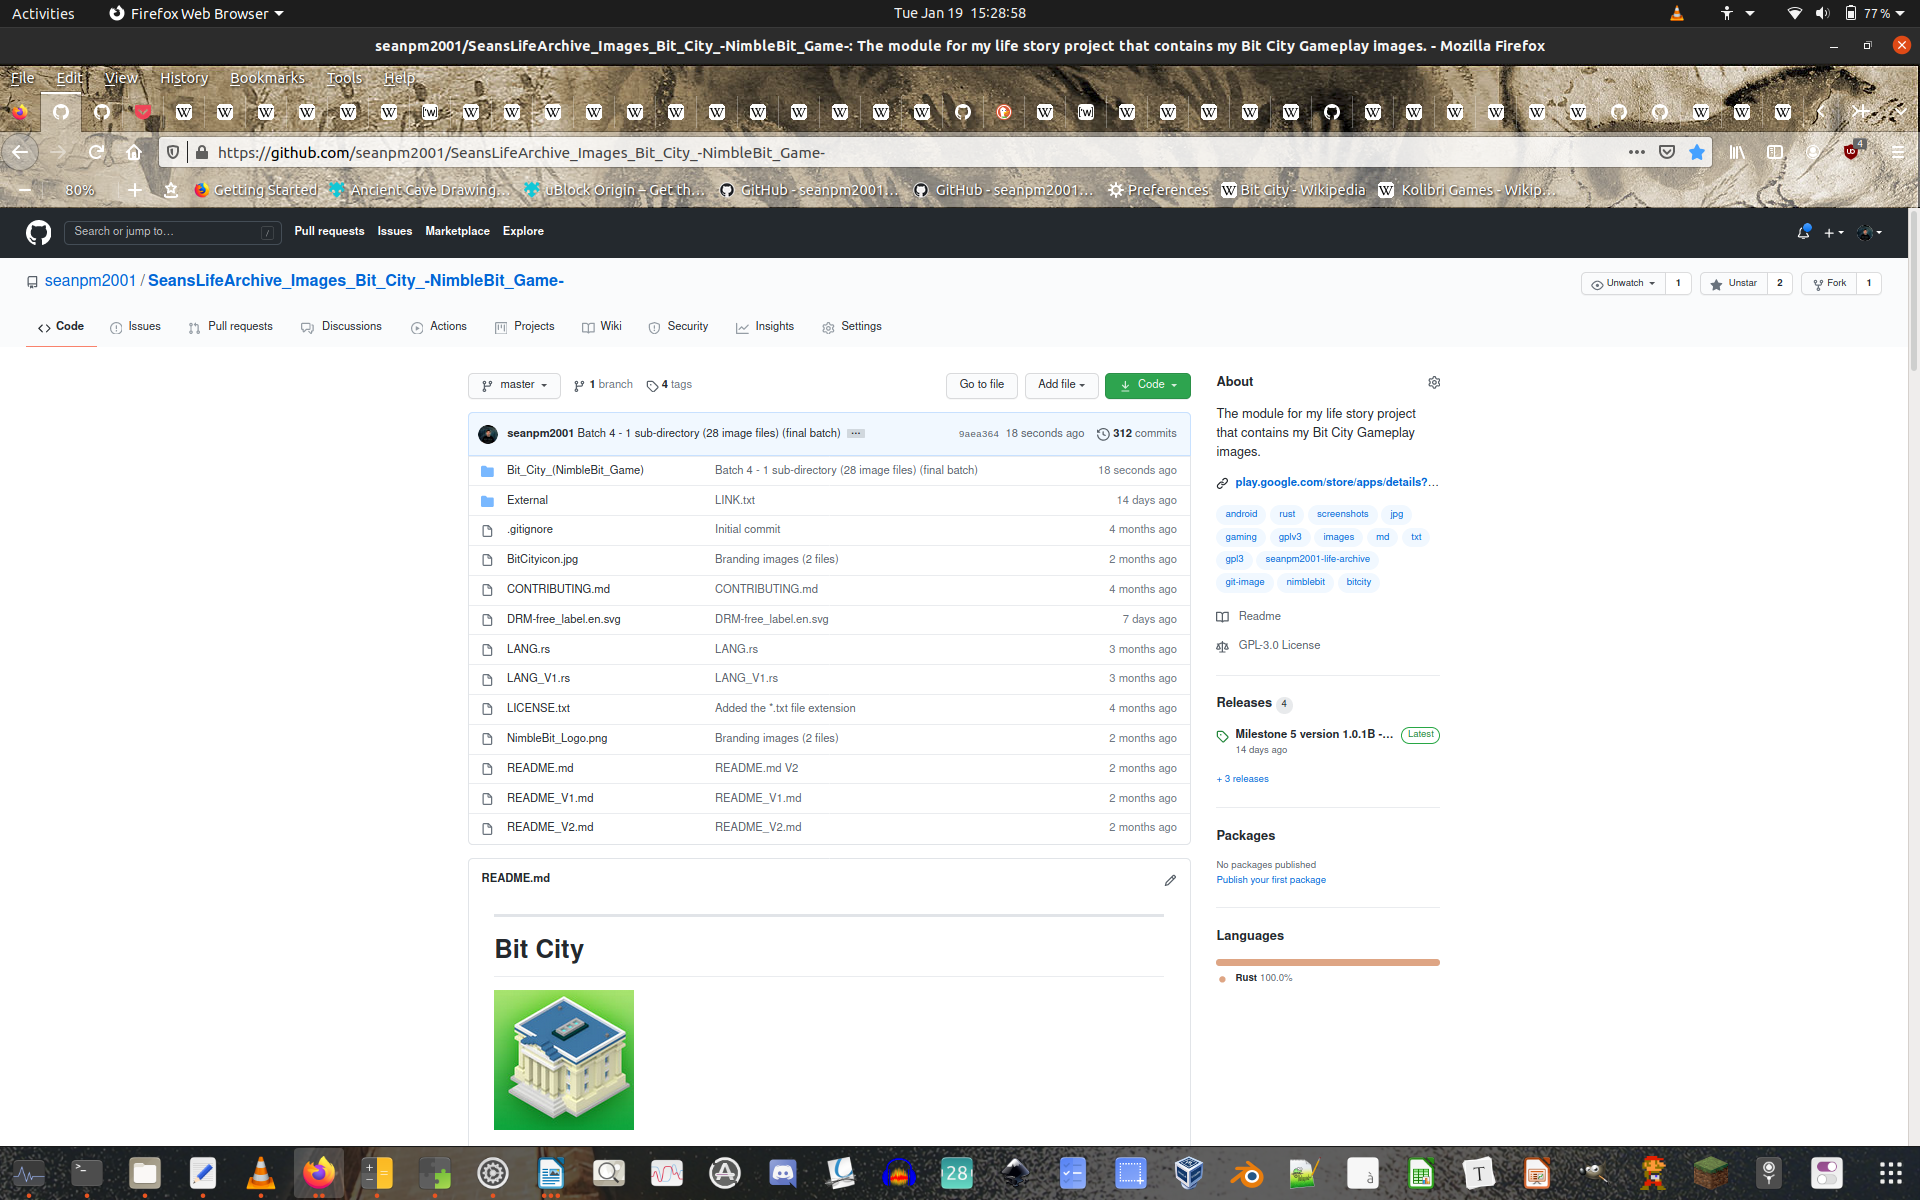 Activities Firefox Web Browser Tue Jan 19 15:28:58 77 %
seanpm2001/SeansLifeArchive_Images_Bit_City_-NimbleBit_Game-: The module for my life story project that contains my Bit City Gameplay images. - Mozilla Firefox
File Edit View History Bookmarks Tools Help
https://github.com/seanpm2001/SeansLifeArchive_Images_Bit_City_-NimbleBit_Game- 4
80% Getting Started Ancient Cave Drawing… uBlock Origin – Get th… GitHub - seanpm2001… GitHub - seanpm2001… Preferences Bit City - Wikipedia Kolibri Games - Wikip…
Search or jump to… / Pull requests Issues Marketplace Explore
seanpm2001 / SeansLifeArchive_Images_Bit_City_-NimbleBit_Game- Unwatch 1 Unstar 2 Fork 1
Code Issues Pull requests Discussions Actions Projects Wiki Security Insights Settings
master 1 branch 4 tags Go to file Add file Code
seanpm2001 Batch 4 - 1 sub-directory (28 image files) (final batch) 9aea364 18 seconds ago 312 commits
Bit_City_(NimbleBit_Game) Batch 4 - 1 sub-directory (28 image files) (final batch) 18 seconds ago
External LINK.txt 14 days ago
.gitignore Initial commit 4 months ago
BitCityicon.jpg Branding images (2 files) 2 months ago
CONTRIBUTING.md CONTRIBUTING.md 4 months ago
DRM-free_label.en.svg DRM-free_label.en.svg 7 days ago
LANG.rs LANG.rs 3 months ago
LANG_V1.rs LANG_V1.rs 3 months ago
LICENSE.txt Added the *.txt file extension 4 months ago
NimbleBit_Logo.png Branding images (2 files) 2 months ago
README.md README.md V2 2 months ago
README_V1.md README_V1.md 2 months ago
README_V2.md README_V2.md 2 months ago
README.md
Bit City
About
The module for my life story project
that contains my Bit City Gameplay
images.
play.google.com/store/apps/details?…
android rust screenshots jpg
gaming gplv3 images md txt
gpl3 seanpm2001-life-archive
git-image nimblebit bitcity
Readme
GPL-3.0 License
Releases 4
Milestone 5 version 1.0.1B -… Latest
14 days ago
+ 3 releases
Packages
No packages published
Publish your first package
Languages
Rust 100.0%
28